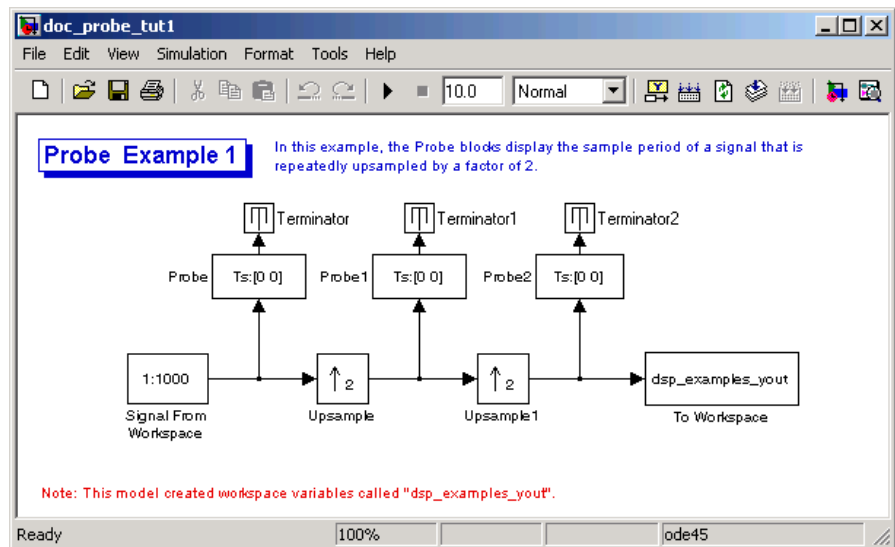 doc_probe_tut1
File Edit View Simulation Format Tools Help
10.0 Normal
Probe Example 1
In this example, the Probe blocks display the sample period of a signal that is
repeatedly upsampled by a factor of 2.
Terminator Terminator1 Terminator2
Probe Ts:[0 0] Probe1 Ts:[0 0] Probe2 Ts:[0 0]
1:1000 2 2 dsp_examples_yout
Signal From
Workspace
Upsample Upsample1 To Workspace
Note: This model created workspace variables called "dsp_examples_yout".
Ready 100% ode45